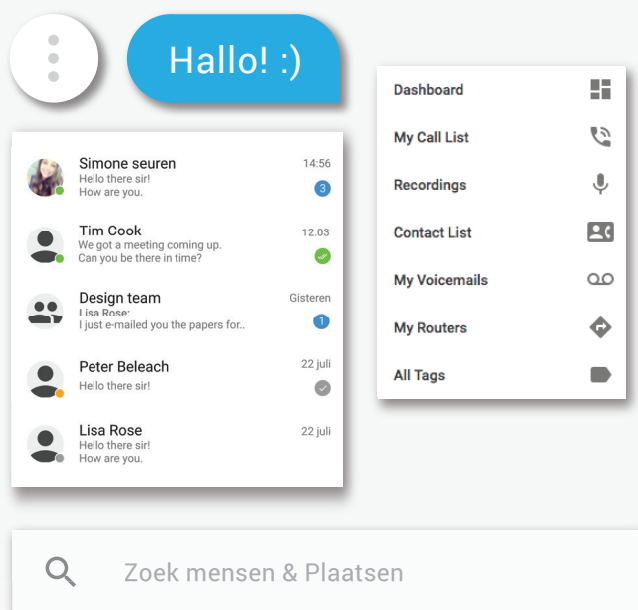 Hallo! :)
Simone seuren 14:56
Hello there sir! 3
How are you.
Tim Cook 12.03
We got a meeting coming up.
Can you be there in time?
Design team Gisteren
Lisa Rose:
I just e-mailed you the papers for.. 1
Peter Beleach 22 juli
Hello there sir!
Lisa Rose 22 juli
Hello there sir!
How are you.
Dashboard
My Call List
Recordings
Contact List
My Voicemails
My Routers
All Tags
Zoek mensen & Plaatsen